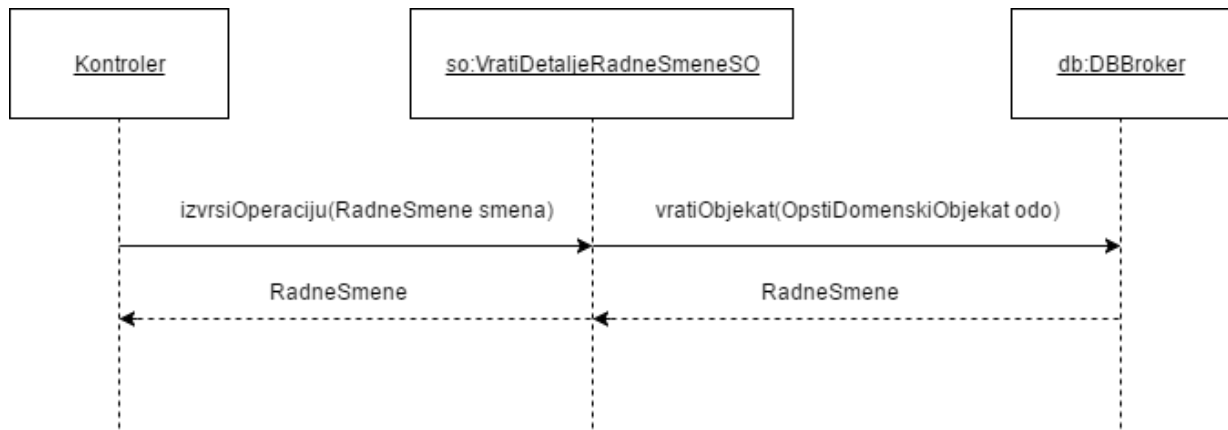 Kontroler
so:VratiDetaljeRadneSmeneSO
db:DBBroker
izvrsiOperaciju(RadneSmene smena)
vratiObjekat(OpstiDomenskiObjekat odo)
RadneSmene
RadneSmene